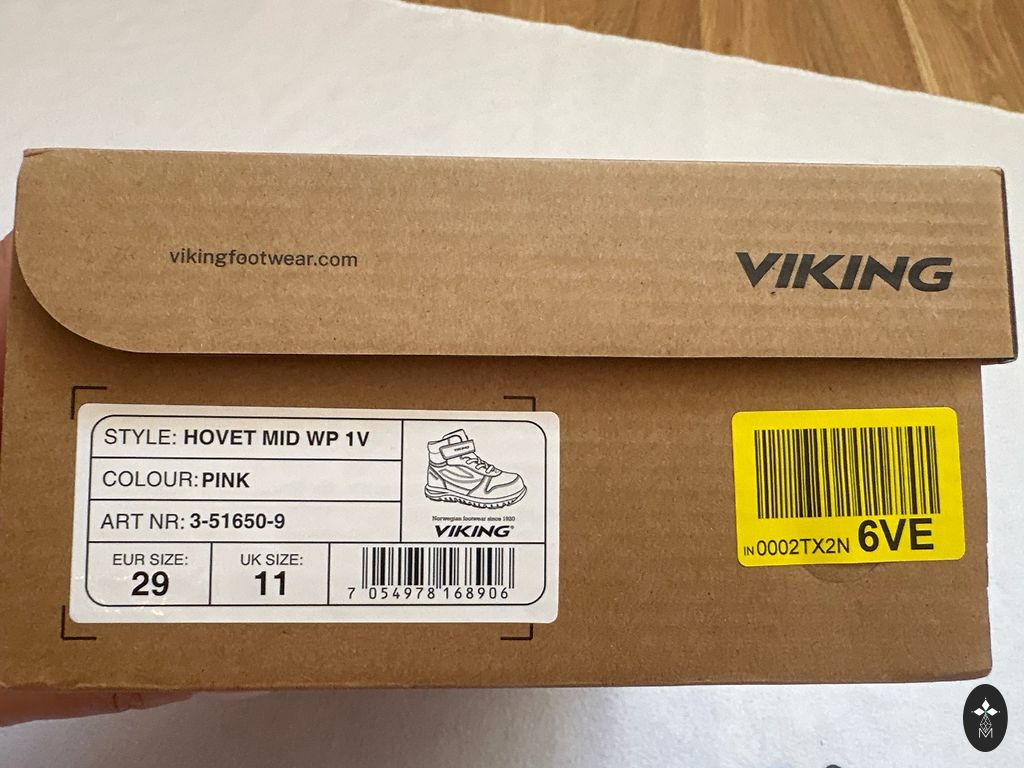 vikingfootwear.com
VIKING
STYLE: HOVET MID WP 1V
COLOUR: PINK
ART NR: 3-51650-9
VIKING
Norwegian footwear since 1920
VIKING®
EUR SIZE:
29
UK SIZE:
11
7 054978 168906
IN 0002TX2N 6VE
M